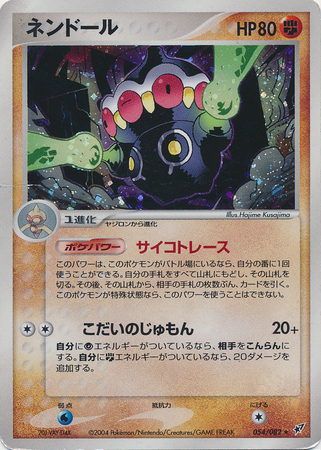 ネンドール
HP80
Illus. Hajime Kusajima
1進化
ヤジロンから進化
ポケパワー サイコトレース
このパワーは、このポケモンがバトル場にいるなら、自分の番に1回
使うことができる。自分の手札をすべて山札にもどし、その山札を
切る。その後、その山札から、相手の手札の枚数ぶん、カードを引く。こ
のポケモンが特殊状態なら、このパワーを使うことはできない。
こだいのじゅもん 20+
自分にエネルギーがついているなら、相手をこんらんに
する。自分にエネルギーがついているなら、20ダメージを
追加する。
弱点 抵抗力 にげる
©2004 Pokémon/Nintendo/Creatures/GAME FREAK.
054/082 ★